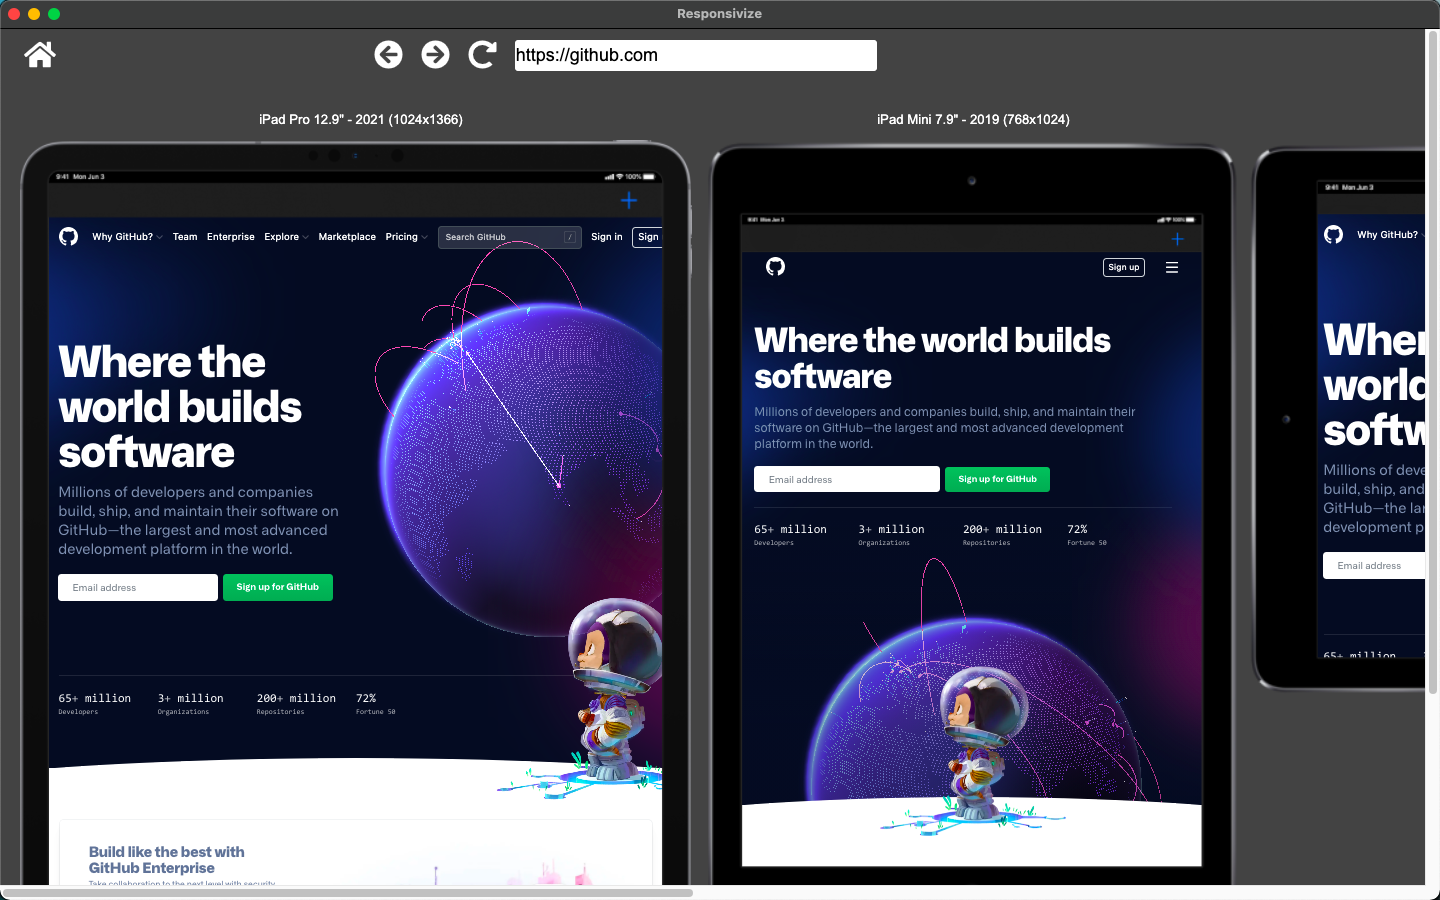 Responsivize
https://github.com
iPad Pro 12.9" - 2021 (1024x1366)
9:41 Mon Jun 3
100%
Why GitHub? Team Enterprise Explore Marketplace Pricing
Search GitHub /
Sign in
Sign
Where the
world builds
software
Millions of developers and companies
build, ship, and maintain their software on
GitHub—the largest and most advanced
development platform in the world.
Email address
Sign up for GitHub
65+ million 3+ million 200+ million 72%
Developers Organizations Repositories Fortune 50
Build like the best with
GitHub Enterprise
Take collaboration to the next level with security
iPad Mini 7.9" - 2019 (768x1024)
9:41 Mon Jun 3
100%
Sign up
Where the world builds
software
Millions of developers and companies build, ship, and maintain their
software on GitHub—the largest and most advanced development
platform in the world.
Email address
Sign up for GitHub
65+ million 3+ million 200+ million 72%
Developers Organizations Repositories Fortune 50
9:41 Mon Jun 3
Why GitHub?
Wher
world
softw
Millions of deve
build, ship, and
GitHub—the lar
development p
Email address
65+ million